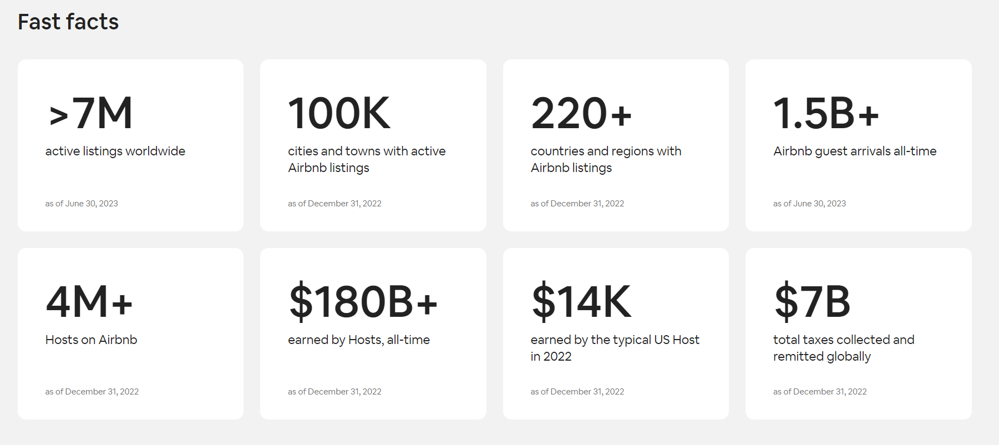 Fast facts
>7M
active listings worldwide
as of June 30, 2023
100K
cities and towns with active
Airbnb listings
as of December 31, 2022
220+
countries and regions with
Airbnb listings
as of December 31, 2022
1.5B+
Airbnb guest arrivals all-time
as of June 30, 2023
4M+
Hosts on Airbnb
as of December 31, 2022
$180B+
earned by Hosts, all-time
as of December 31, 2022
$14K
earned by the typical US Host
in 2022
as of December 31, 2022
$7B
total taxes collected and
remitted globally
as of December 31, 2022